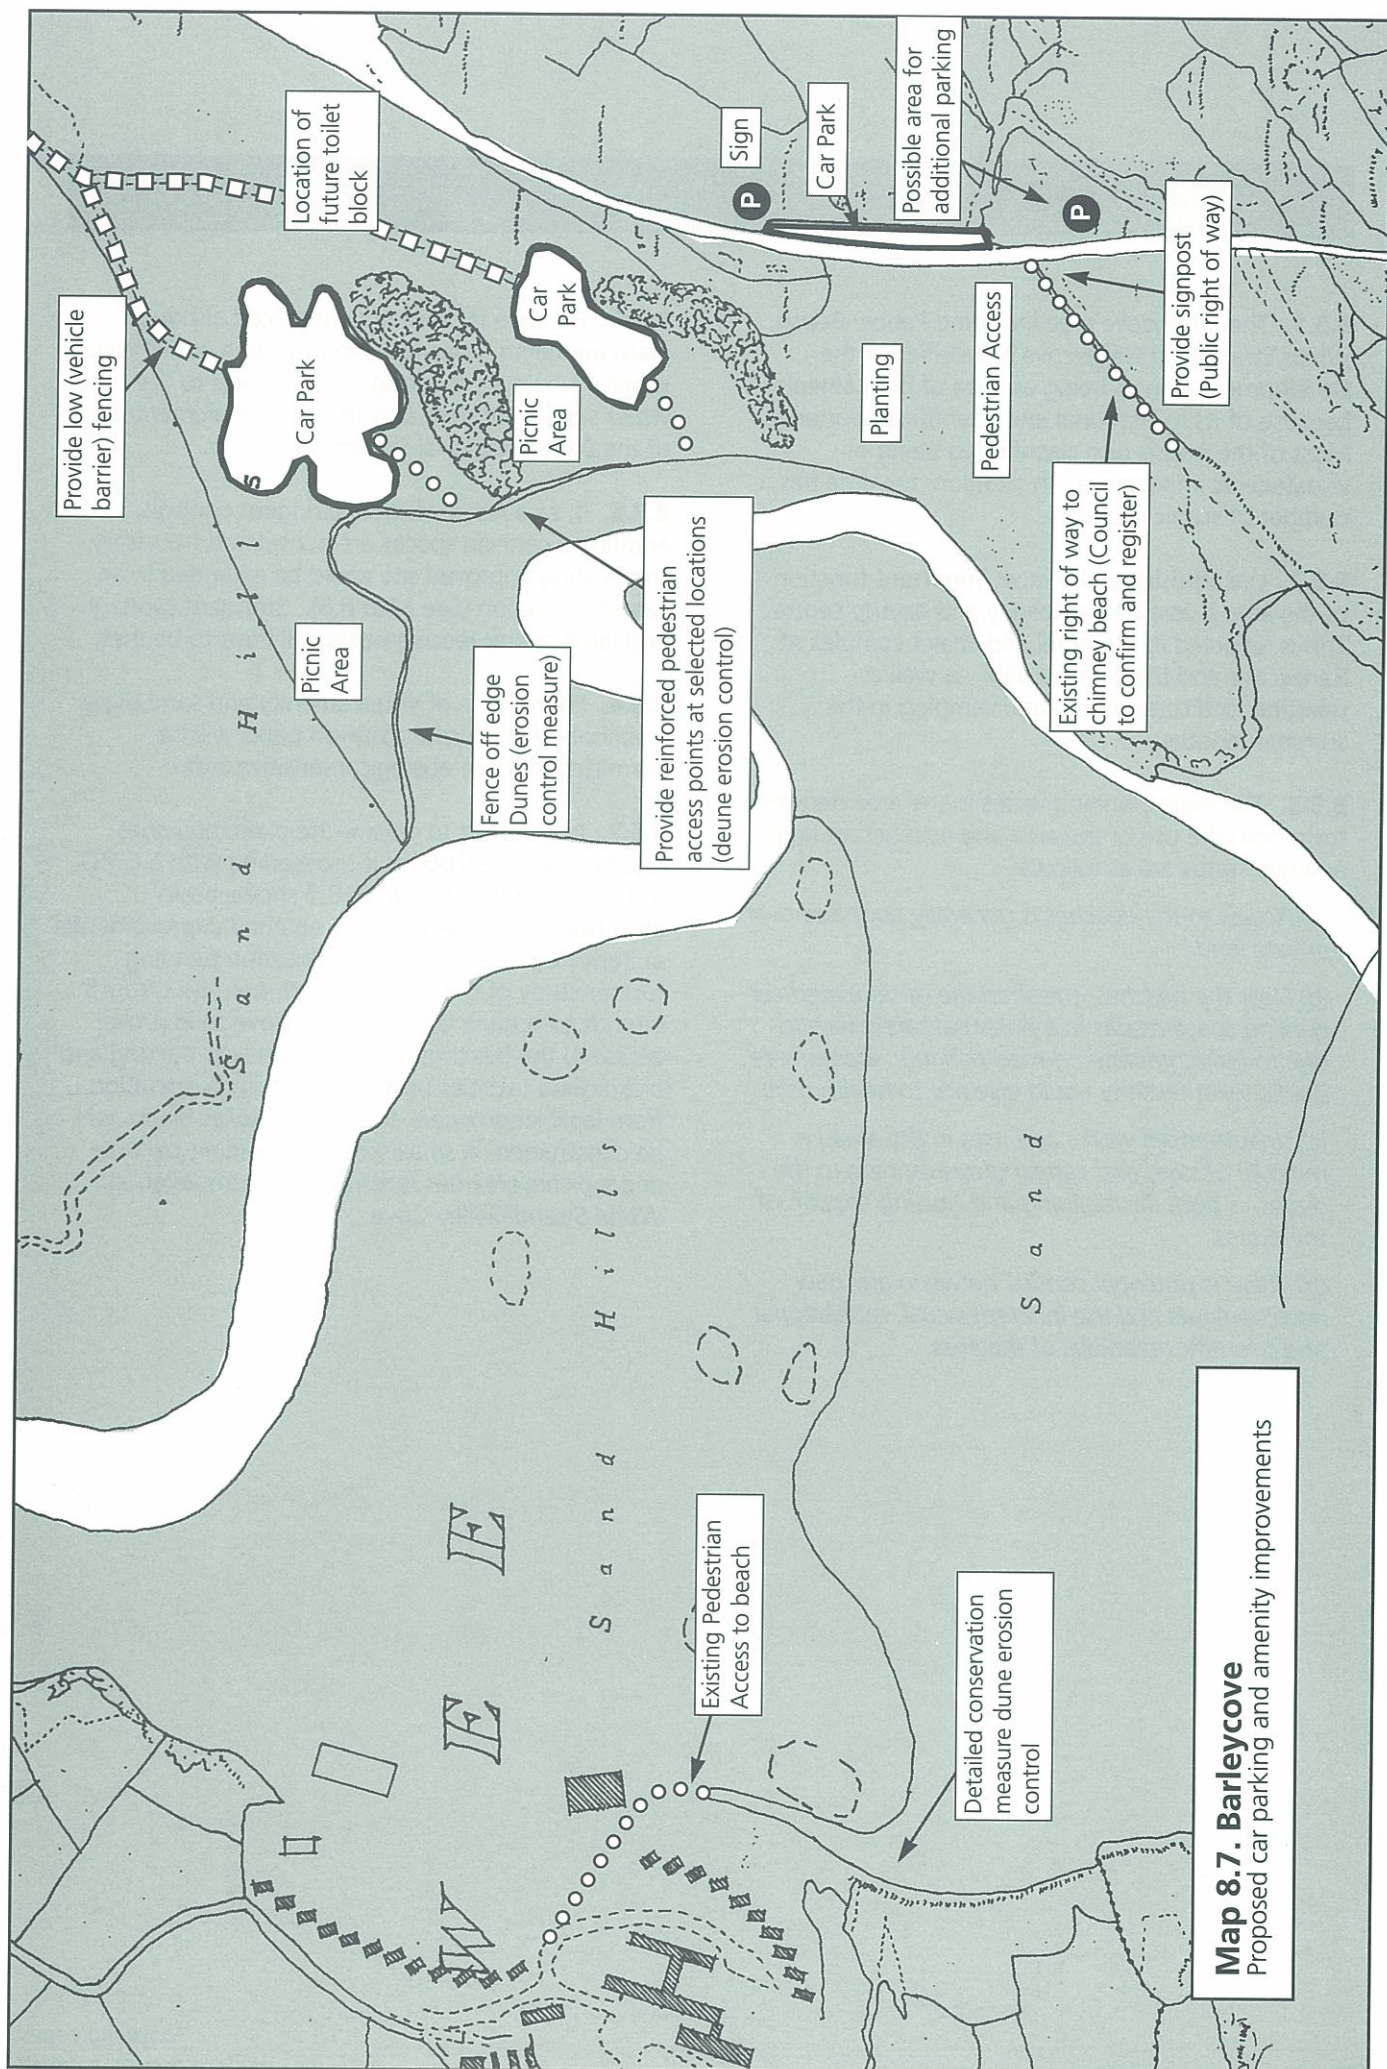 Provide low (vehicle
barrier) fencing
Location of
future toilet
block
Sign
P
Car Park
Possible area for
additional parking
P
Car Park
Car
Park
Picnic
Area
Planting
Pedestrian Access
Provide signpost
(Public right of way)
Picnic
Area
Fence off edge
Dunes (erosion
control measure)
Provide reinforced pedestrian
access points at selected locations
(deune erosion control)
Existing right of way to
chimney beach (Council
to confirm and register)
Sand Hills
Sand Hills
Sand
W E E
Existing Pedestrian
Access to beach
Detailed conservation
measure dune erosion
control
Map 8.7. Barleycove
Proposed car parking and amenity improvements